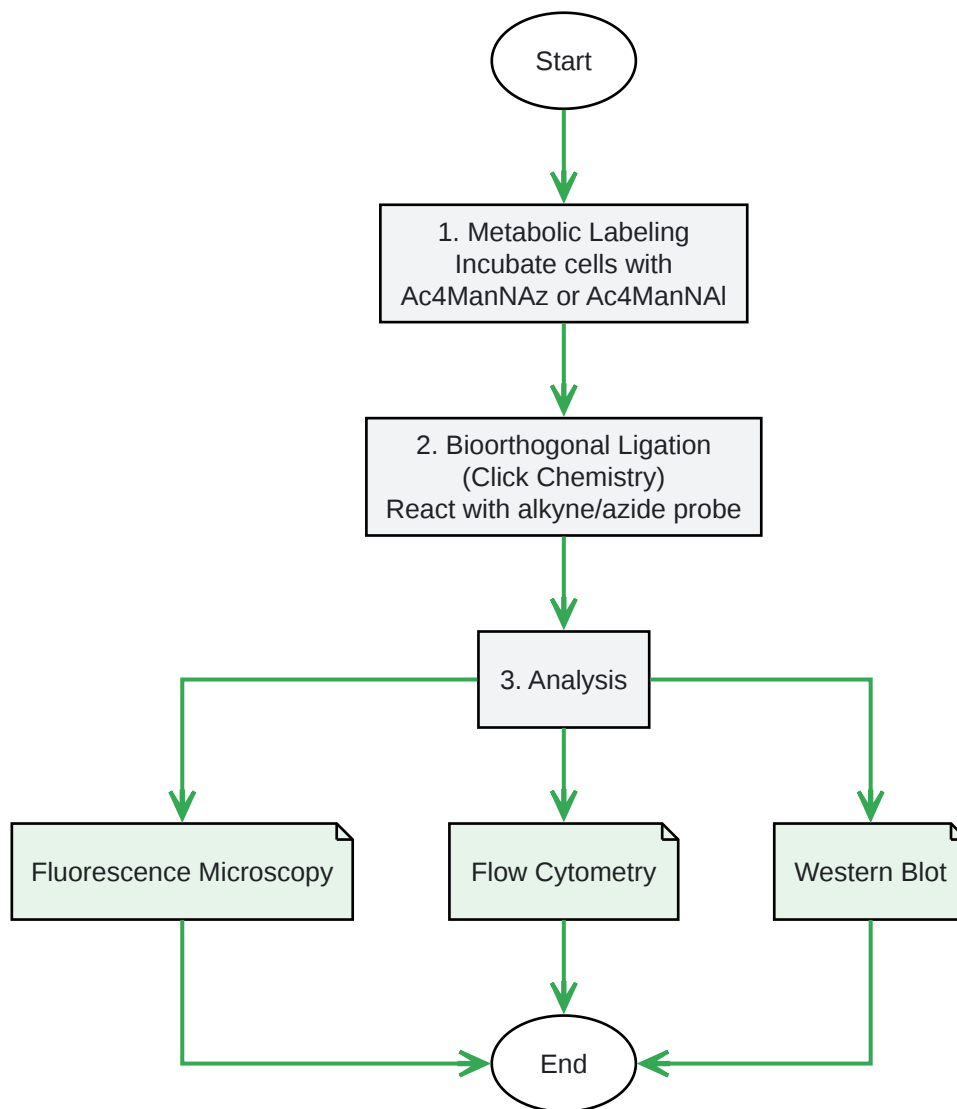 Start
1. Metabolic Labeling
Incubate cells with
Ac4ManNAz or Ac4ManNAl
2. Bioorthogonal Ligation
(Click Chemistry)
React with alkyne/azide probe
3. Analysis
Fluorescence Microscopy
Flow Cytometry
Western Blot
End